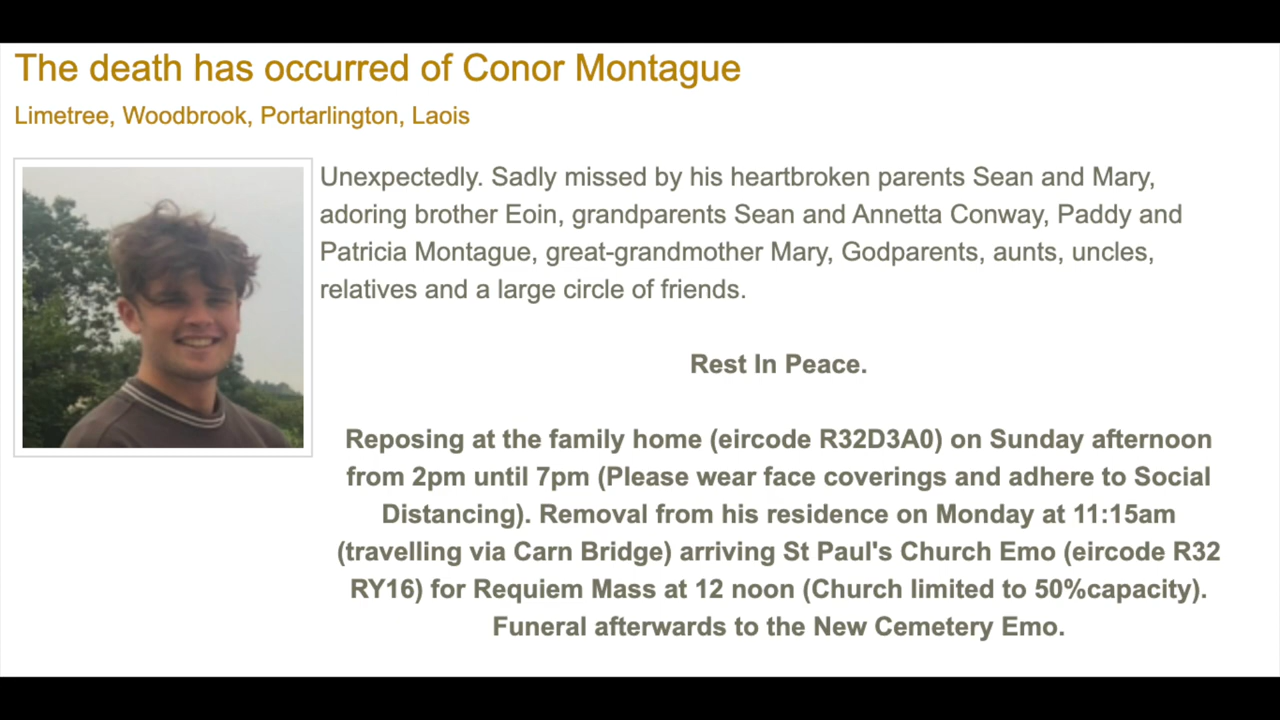 The death has occurred of Conor Montague
Limetree, Woodbrook, Portarlington, Laois
Unexpectedly. Sadly missed by his heartbroken parents Sean and Mary,
adoring brother Eoin, grandparents Sean and Annetta Conway, Paddy and
Patricia Montague, great-grandmother Mary, Godparents, aunts, uncles,
relatives and a large circle of friends.
Rest In Peace.
Reposing at the family home (eircode R32D3A0) on Sunday afternoon
from 2pm until 7pm (Please wear face coverings and adhere to Social
Distancing). Removal from his residence on Monday at 11:15am
(travelling via Carn Bridge) arriving St Paul's Church Emo (eircode R32
RY16) for Requiem Mass at 12 noon (Church limited to 50%capacity).
Funeral afterwards to the New Cemetery Emo.